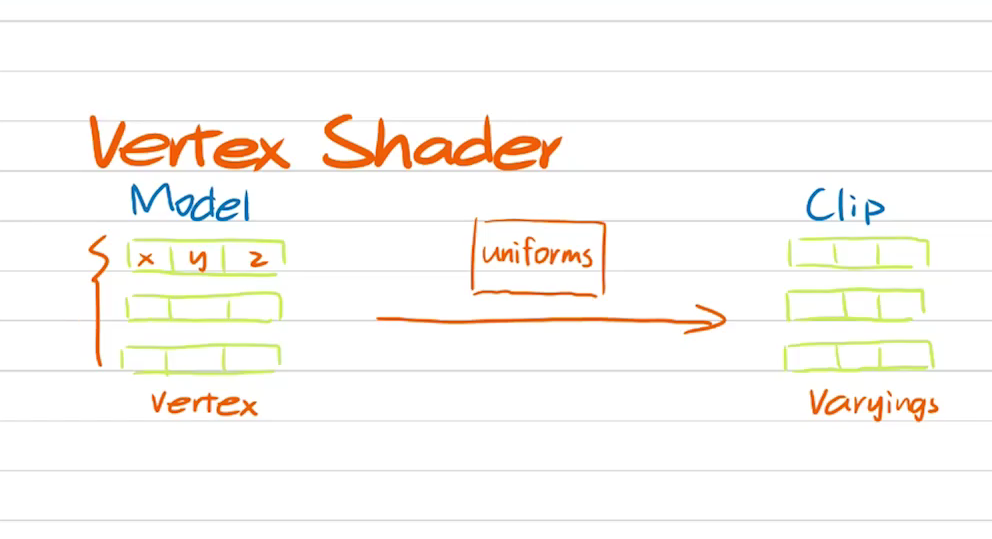 Vertex Shader
Model
Clip
x y z
uniforms
Vertex
Varyings